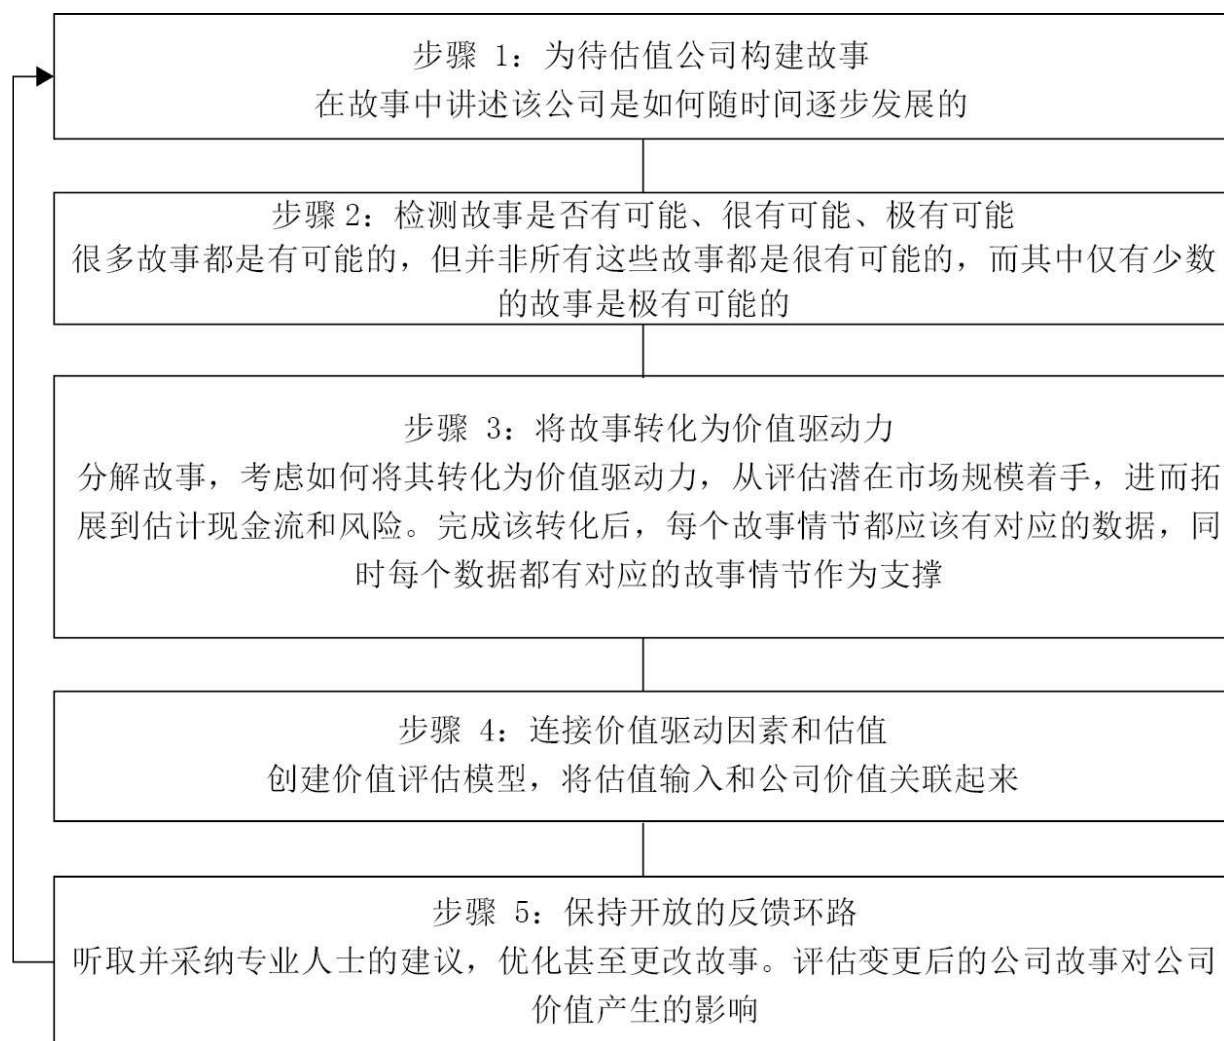 步骤 1：为待估值公司构建故事
在故事中讲述该公司是如何随时间逐步发展的
步骤 2：检测故事是否有可能、很有可能、极有可能
很多故事都是有可能的，但并非所有这些故事都是很有可能的，而其中仅有少数
的故事是极有可能的
步骤 3：将故事转化为价值驱动力
分解故事，考虑如何将其转化为价值驱动力，从评估潜在市场规模着手，进而拓
展到估计现金流和风险。完成该转化后，每个故事情节都应该有对应的数据，同
时每个数据都有对应的故事情节作为支撑
步骤 4：连接价值驱动因素和估值
创建价值评估模型，将估值输入和公司价值关联起来
步骤 5：保持开放的反馈环路
听取并采纳专业人士的建议，优化甚至更改故事。评估变更后的公司故事对公司
价值产生的影响